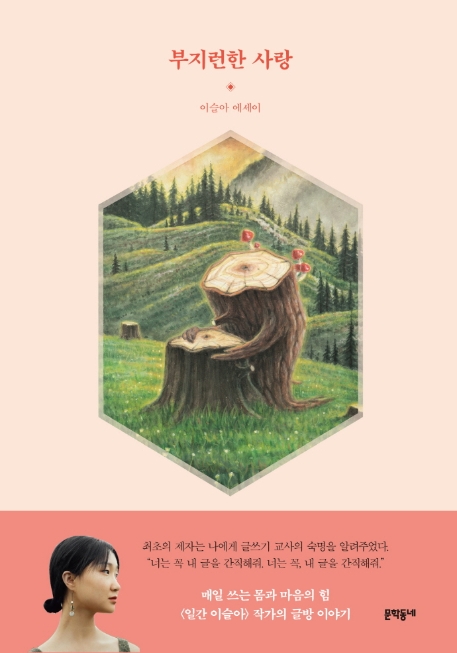 부지런한 사랑
이슬아 에세이
최초의 제자는 나에게 글쓰기 교사의 숙명을 알려주었다.
“너는 꼭 내 글을 간직해줘. 너는 꼭, 내 글을 간직해줘.”
매일 쓰는 몸과 마음의 힘
〈일간 이슬아〉 작가의 글방 이야기
문학동네